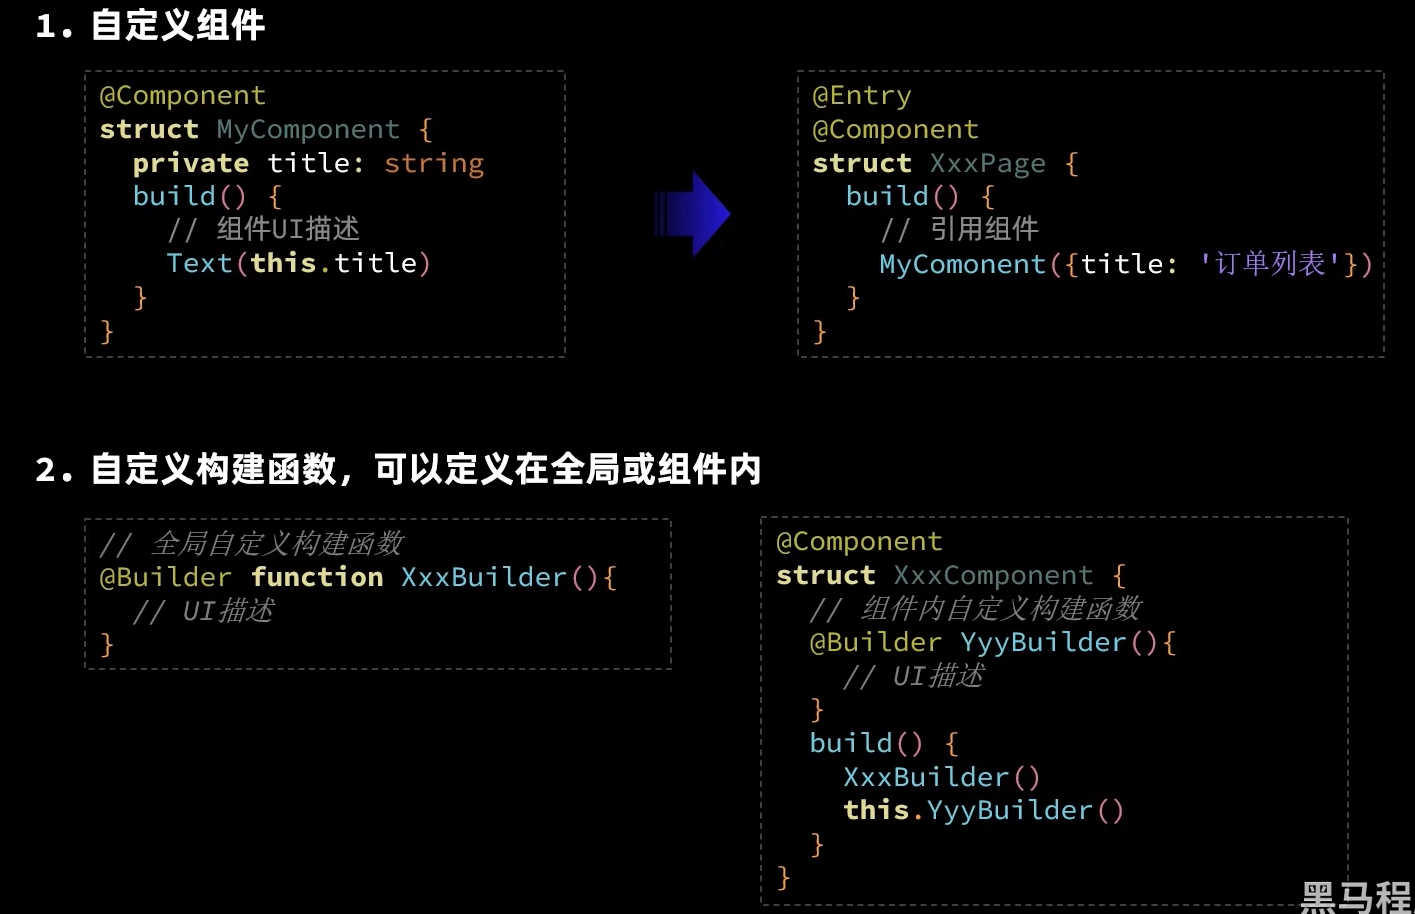 1. 自定义组件
@Component
struct MyComponent {
  private title: string
  build() {
    // 组件UI描述
    Text(this.title)
  }
}
@Entry
@Component
struct XxxPage {
  build() {
    // 引用组件
    MyComonent({title: '订单列表'})
  }
}
2. 自定义构建函数，可以定义在全局或组件内
// 全局自定义构建函数
@Builder function XxxBuilder(){
  // UI描述
}
@Component
struct XxxComponent {
  // 组件内自定义构建函数
  @Builder YyyBuilder(){
    // UI描述
  }
  build() {
    XxxBuilder()
    this.YyyBuilder()
  }
}
黑马程